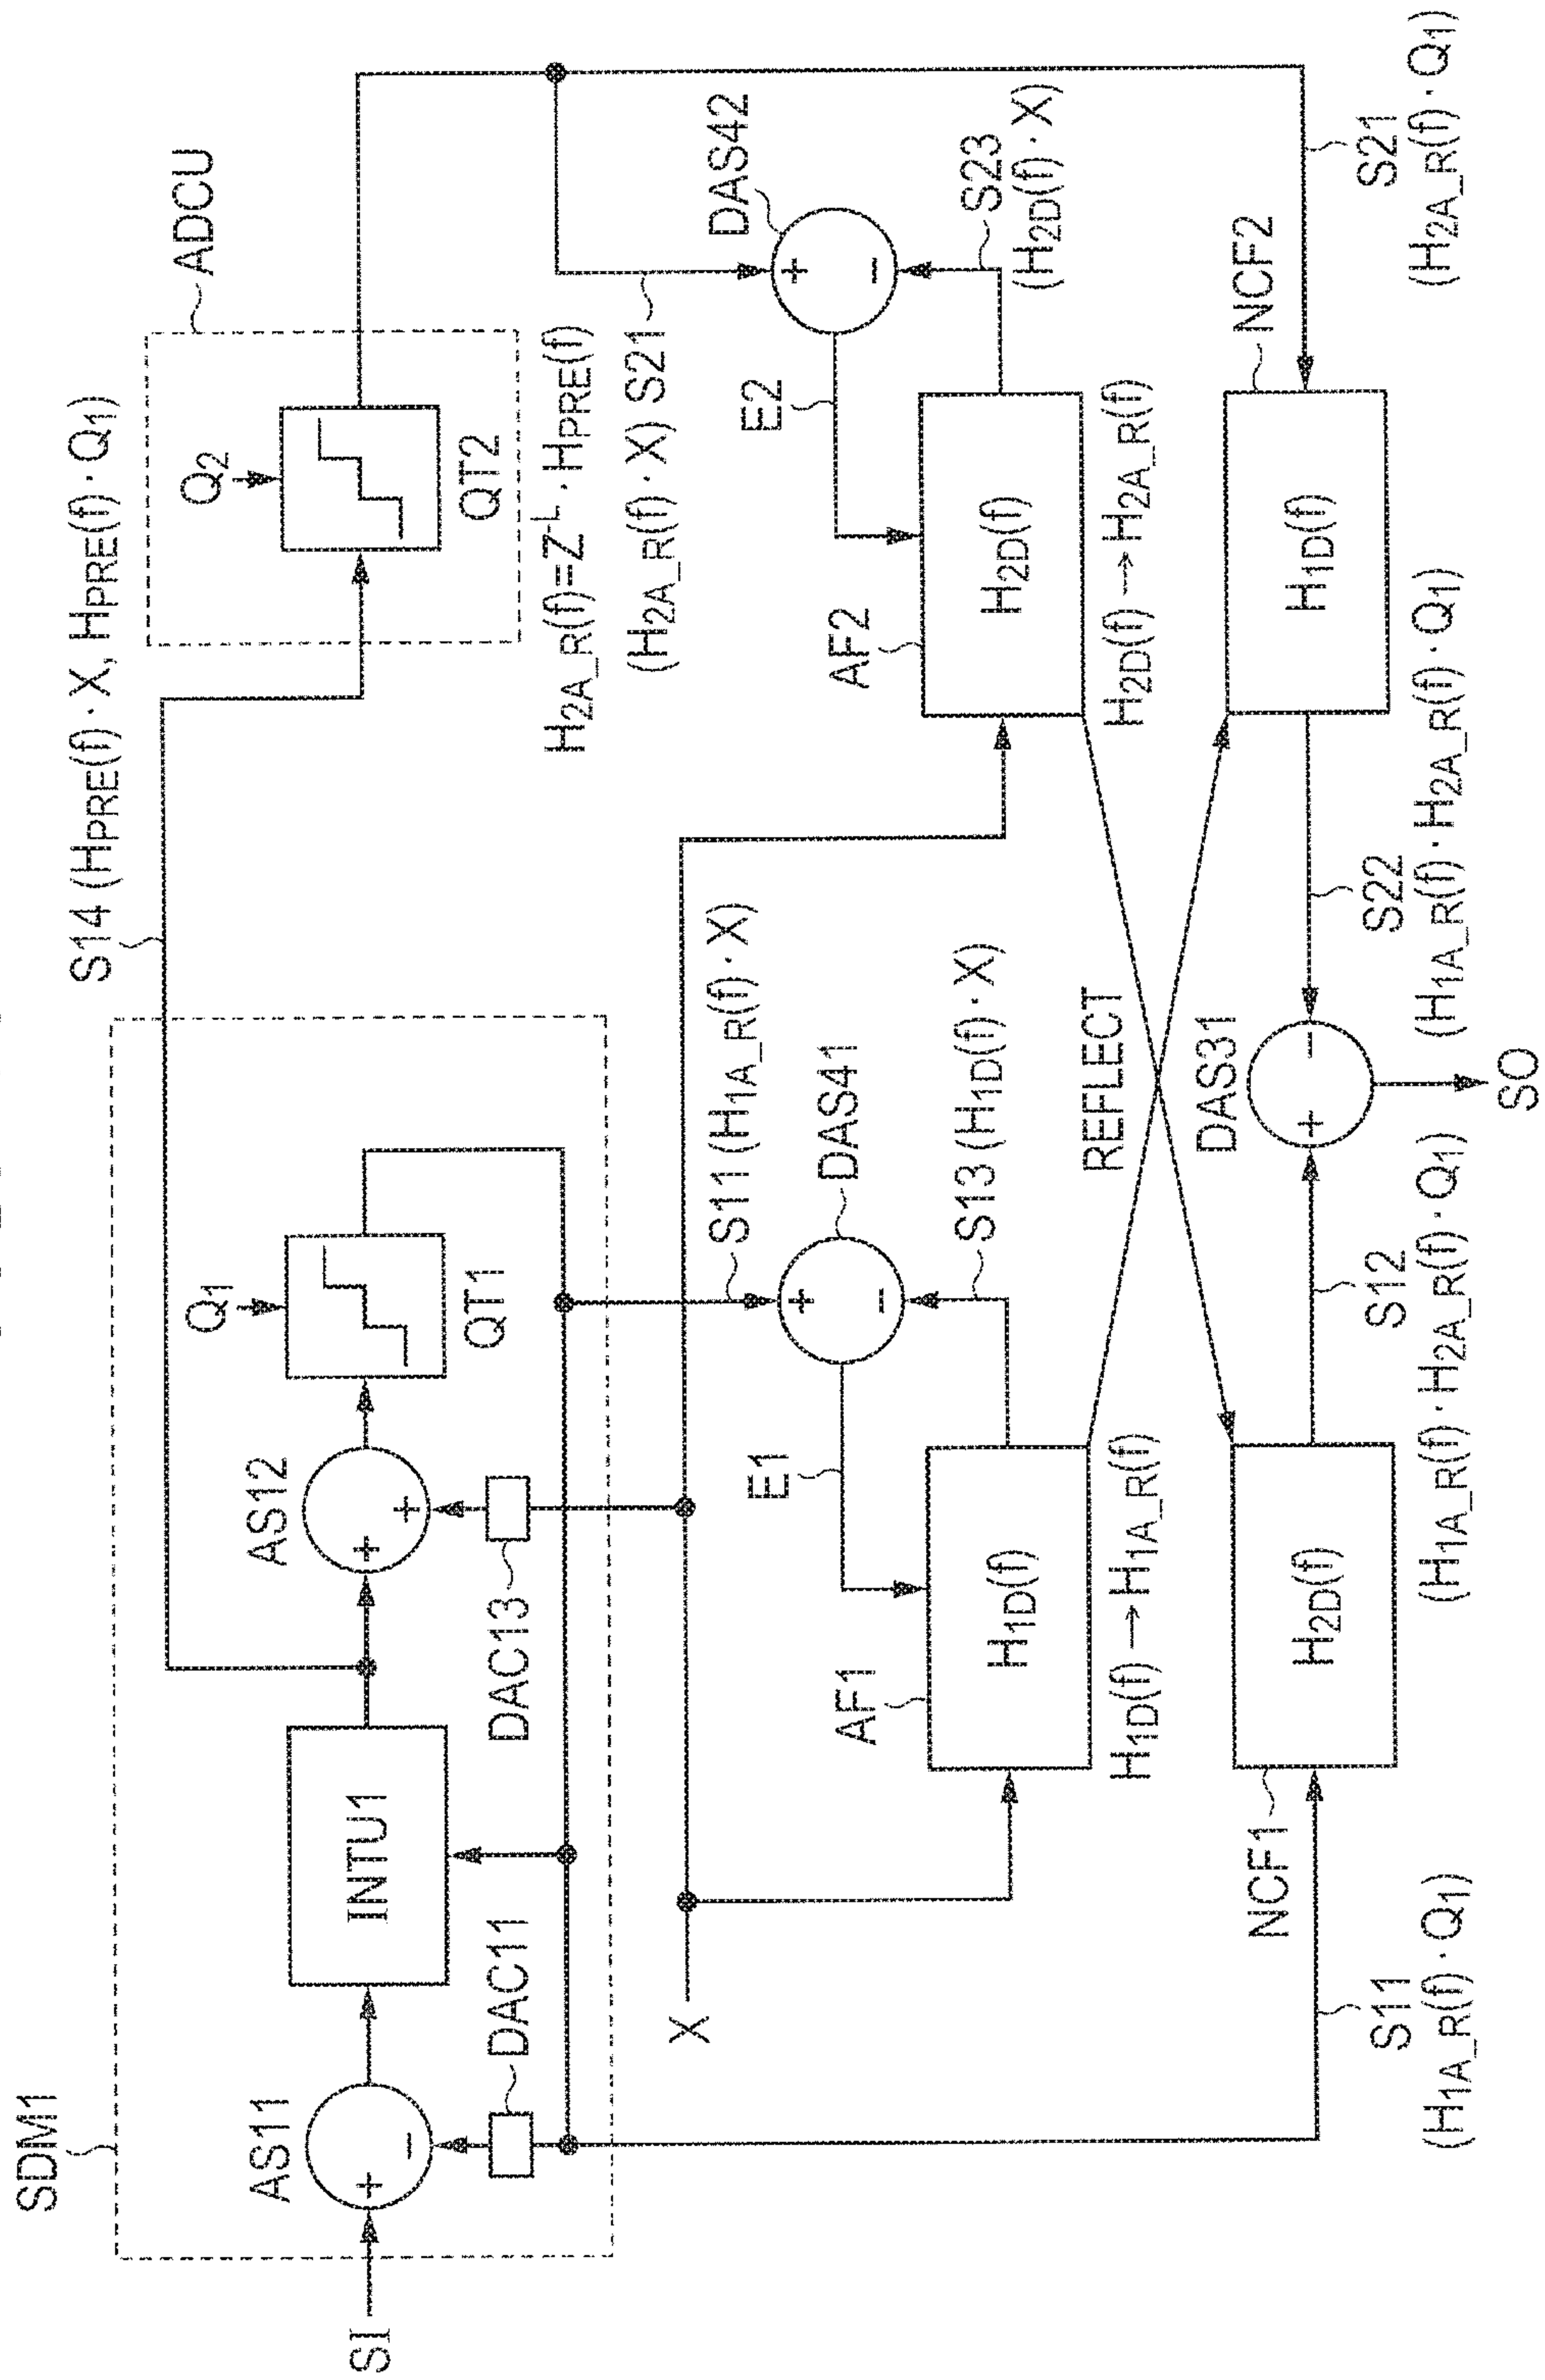 SDM1
S14 (HPRE(f) · X, HPRE(f) · Q1)
ADCU
SI
AS11
INTU1
AS12
Q1
QT1
Q2
QT2
DAC11
DAC13
H2A_R(f)=Z-L · HPRE(f)
(H2A_R(f) · X) S21
X
S11 (H1A_R(f) · X)
DAS41
DAS42
E1
S13 (H1D(f) · X)
E2
S23
(H2D(f) · X)
AF1
H1D(f)
AF2
H2D(f)
H1D(f) → H1A_R(f)
REFLECT
H2D(f) → H2A_R(f)
NCF1
H2D(f)
DAS31
H1D(f)
NCF2
S11
(H1A_R(f) · Q1)
S12
(H1A_R(f) · H2A_R(f) · Q1)
SO
S22
(H1A_R(f) · H2A_R(f) · Q1)
S21
(H2A_R(f) · Q1)
+
−
+
+
+
−
+
−
+
−